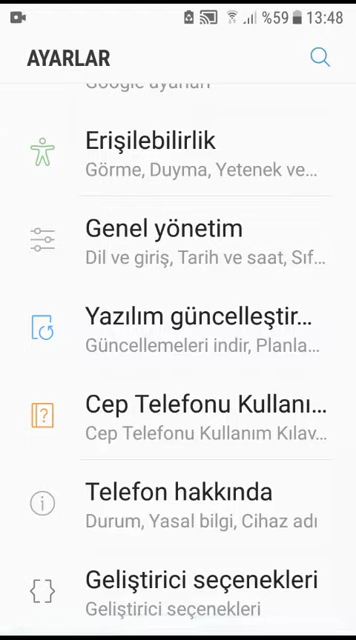 %59 13:48
AYARLAR
Google ayarları
Erişilebilirlik
Görme, Duyma, Yetenek ve...
Genel yönetim
Dil ve giriş, Tarih ve saat, Sıf...
Yazılım güncelleştir...
Güncellemeleri indir, Planla...
Cep Telefonu Kullanı...
Cep Telefonu Kullanım Kılav...
Telefon hakkında
Durum, Yasal bilgi, Cihaz adı
Geliştirici seçenekleri
Geliştirici seçenekleri